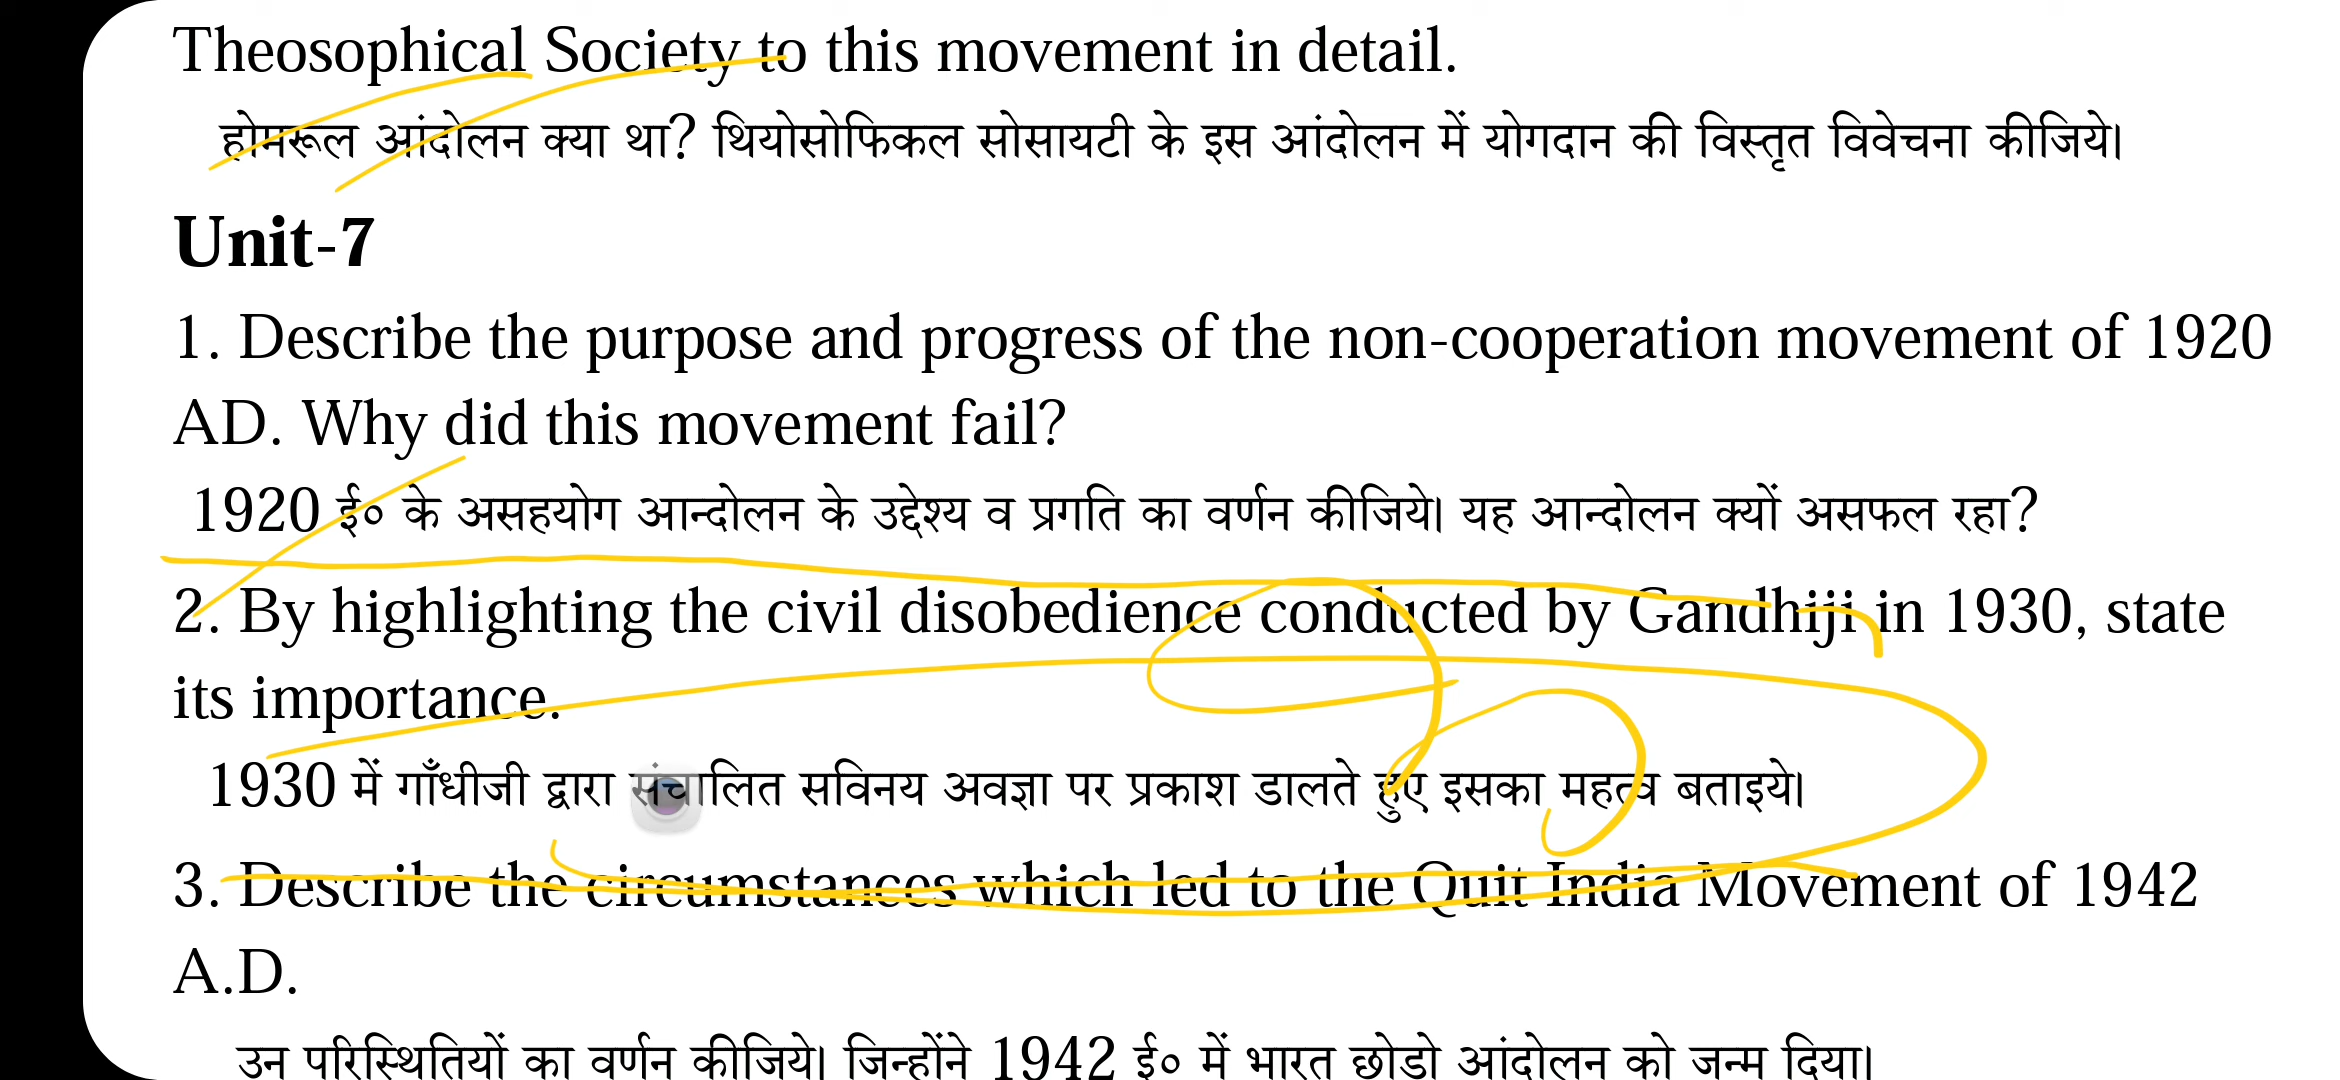 Theosophical Society to this movement in detail.
होमरूल आंदोलन क्या था? थियोसोफिकल सोसायटी के इस आंदोलन में योगदान की विस्तृत विवेचना कीजिये।
Unit-7
1. Describe the purpose and progress of the non-cooperation movement of 1920
AD. Why did this movement fail?
1920 ई० के असहयोग आन्दोलन के उद्देश्य व प्रगति का वर्णन कीजिये। यह आन्दोलन क्यों असफल रहा?
2. By highlighting the civil disobedience conducted by Gandhiji in 1930, state
its importance.
1930 में गाँधीजी द्वारा संचालित सविनय अवज्ञा पर प्रकाश डालते हुए इसका महत्व बताइये।
3. Describe the circumstances which led to the Quit India Movement of 1942
A.D.
उन परिस्थितियों का वर्णन कीजिये। जिन्होंने 1942 ई० में भारत छोडो आंदोलन को जन्म दिया।